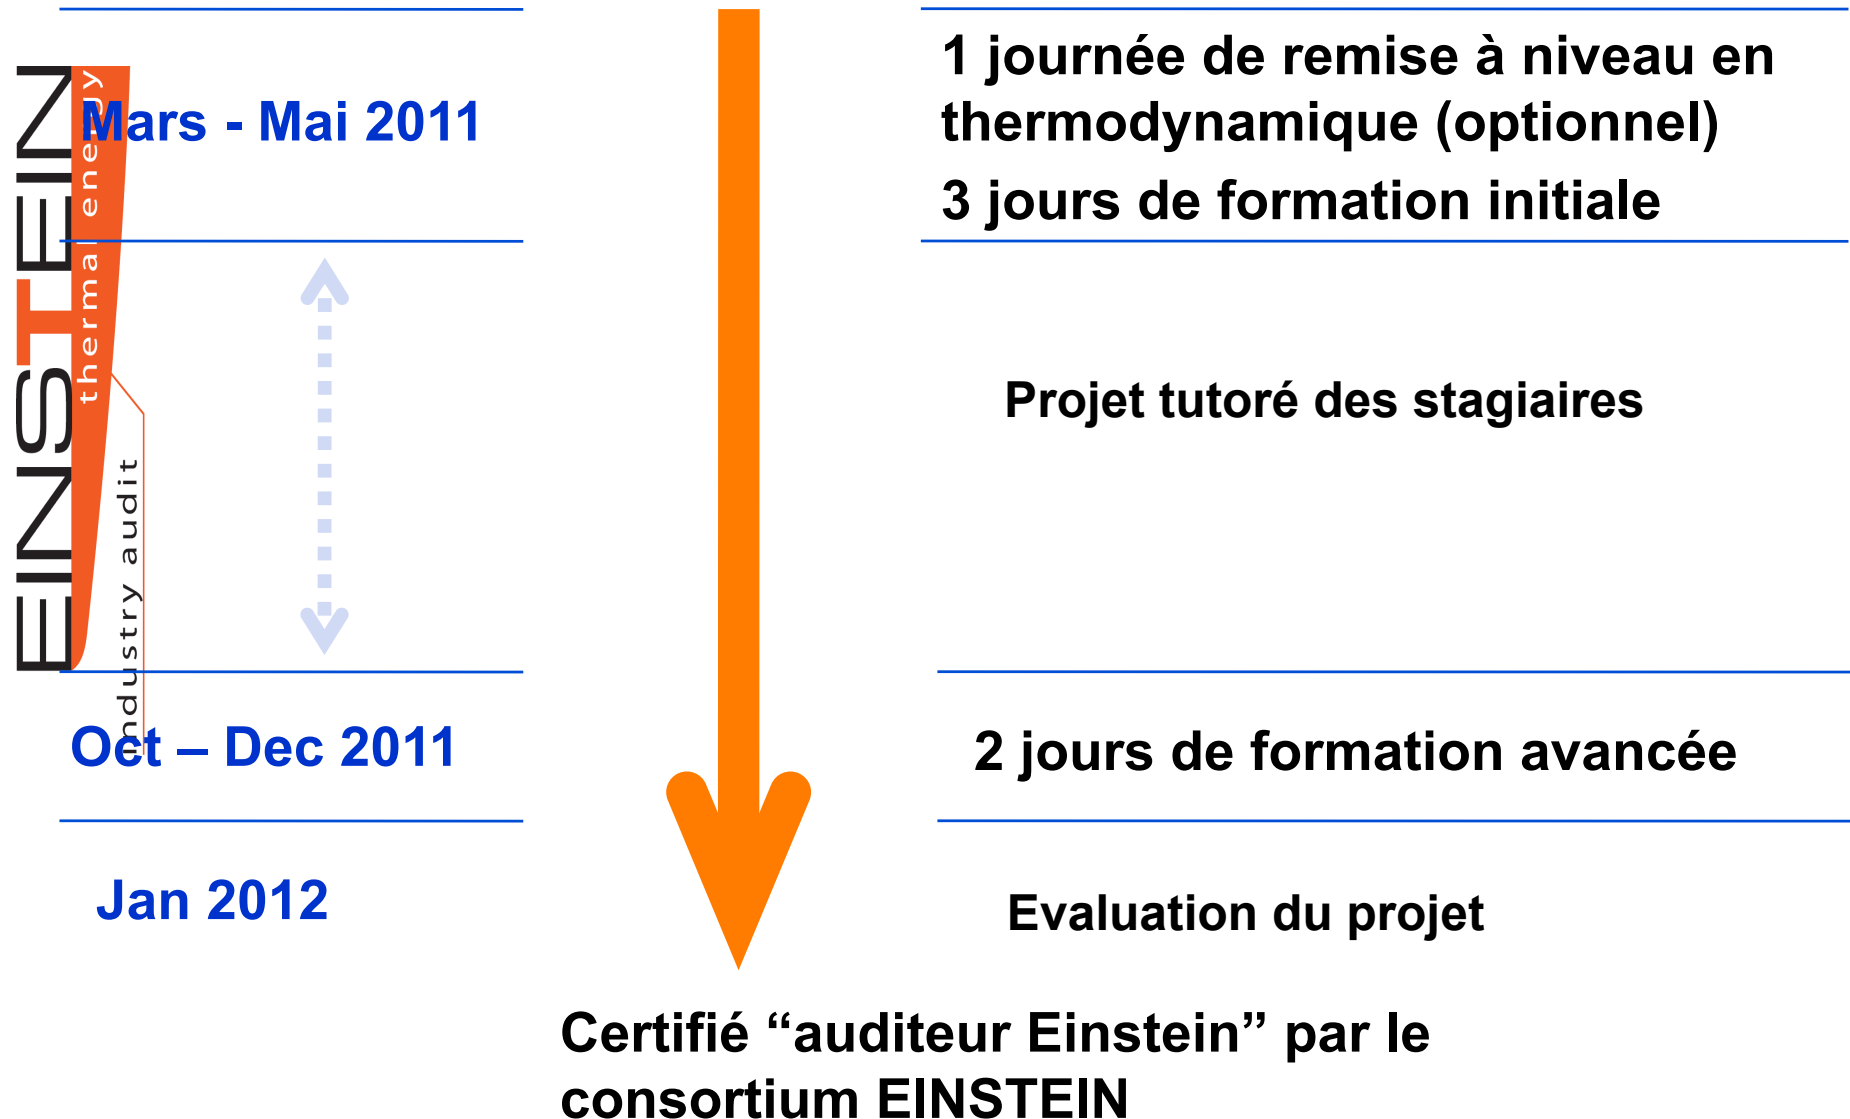 EINSTEIN
thermal energy
industry audit
Mars - Mai 2011
1 journée de remise à niveau en
thermodynamique (optionnel)
3 jours de formation initiale
Projet tutoré des stagiaires
Oct – Dec 2011
2 jours de formation avancée
Jan 2012
Evaluation du projet
Certifié “auditeur Einstein” par le
consortium EINSTEIN